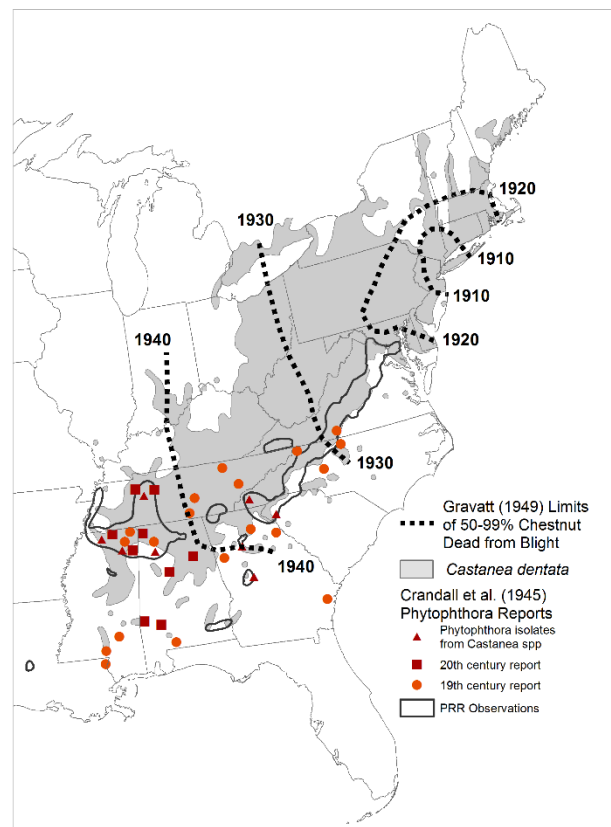 1920
1930
1910
1910
1940
1920
1930
1940
Gravatt (1949) Limits
of 50-99% Chestnut
Dead from Blight
Castanea dentata
Crandall et al. (1945)
Phytophthora Reports
Phytophthora isolates
from Castanea spp
20th century report
19th century report
PRR Observations